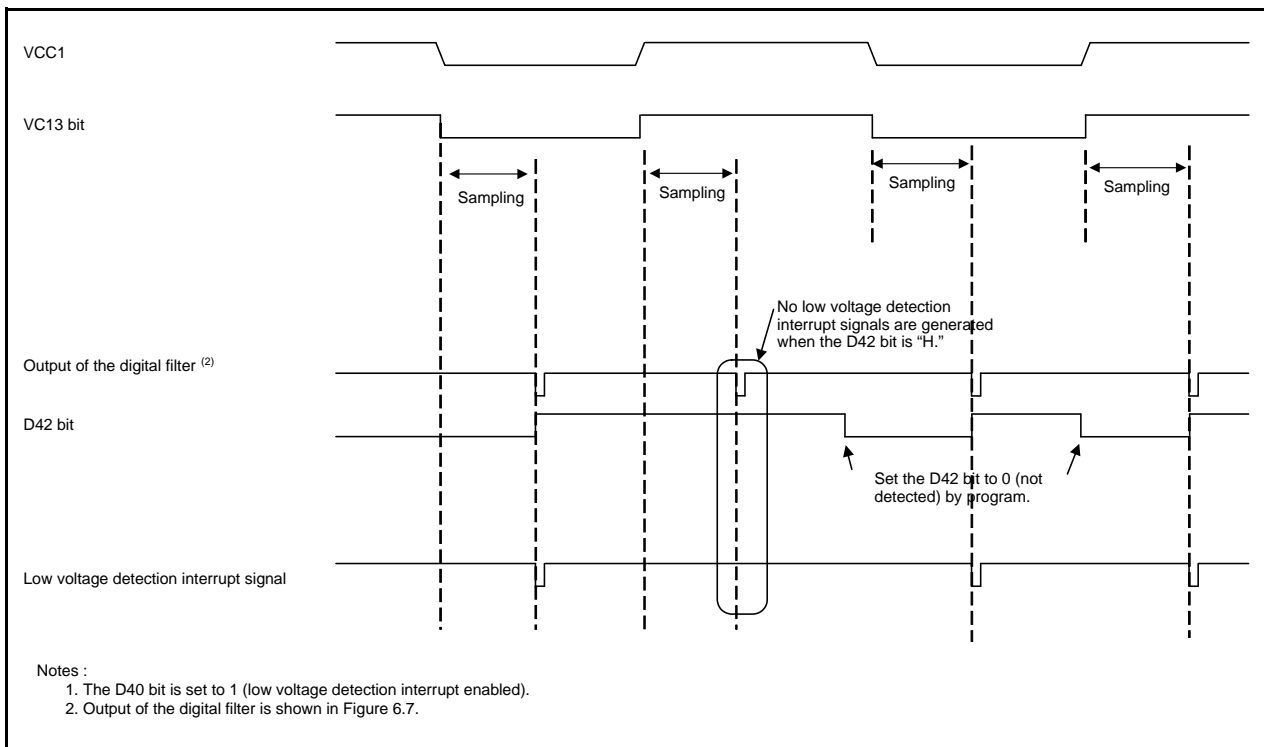 VCC1
VC13 bit
Sampling
Sampling
Sampling
Sampling
No low voltage detection
interrupt signals are generated
when the D42 bit is “H.”
Output of the digital filter (2)
D42 bit
Set the D42 bit to 0 (not
detected) by program.
Low voltage detection interrupt signal
Notes :
1. The D40 bit is set to 1 (low voltage detection interrupt enabled).
2. Output of the digital filter is shown in Figure 6.7.